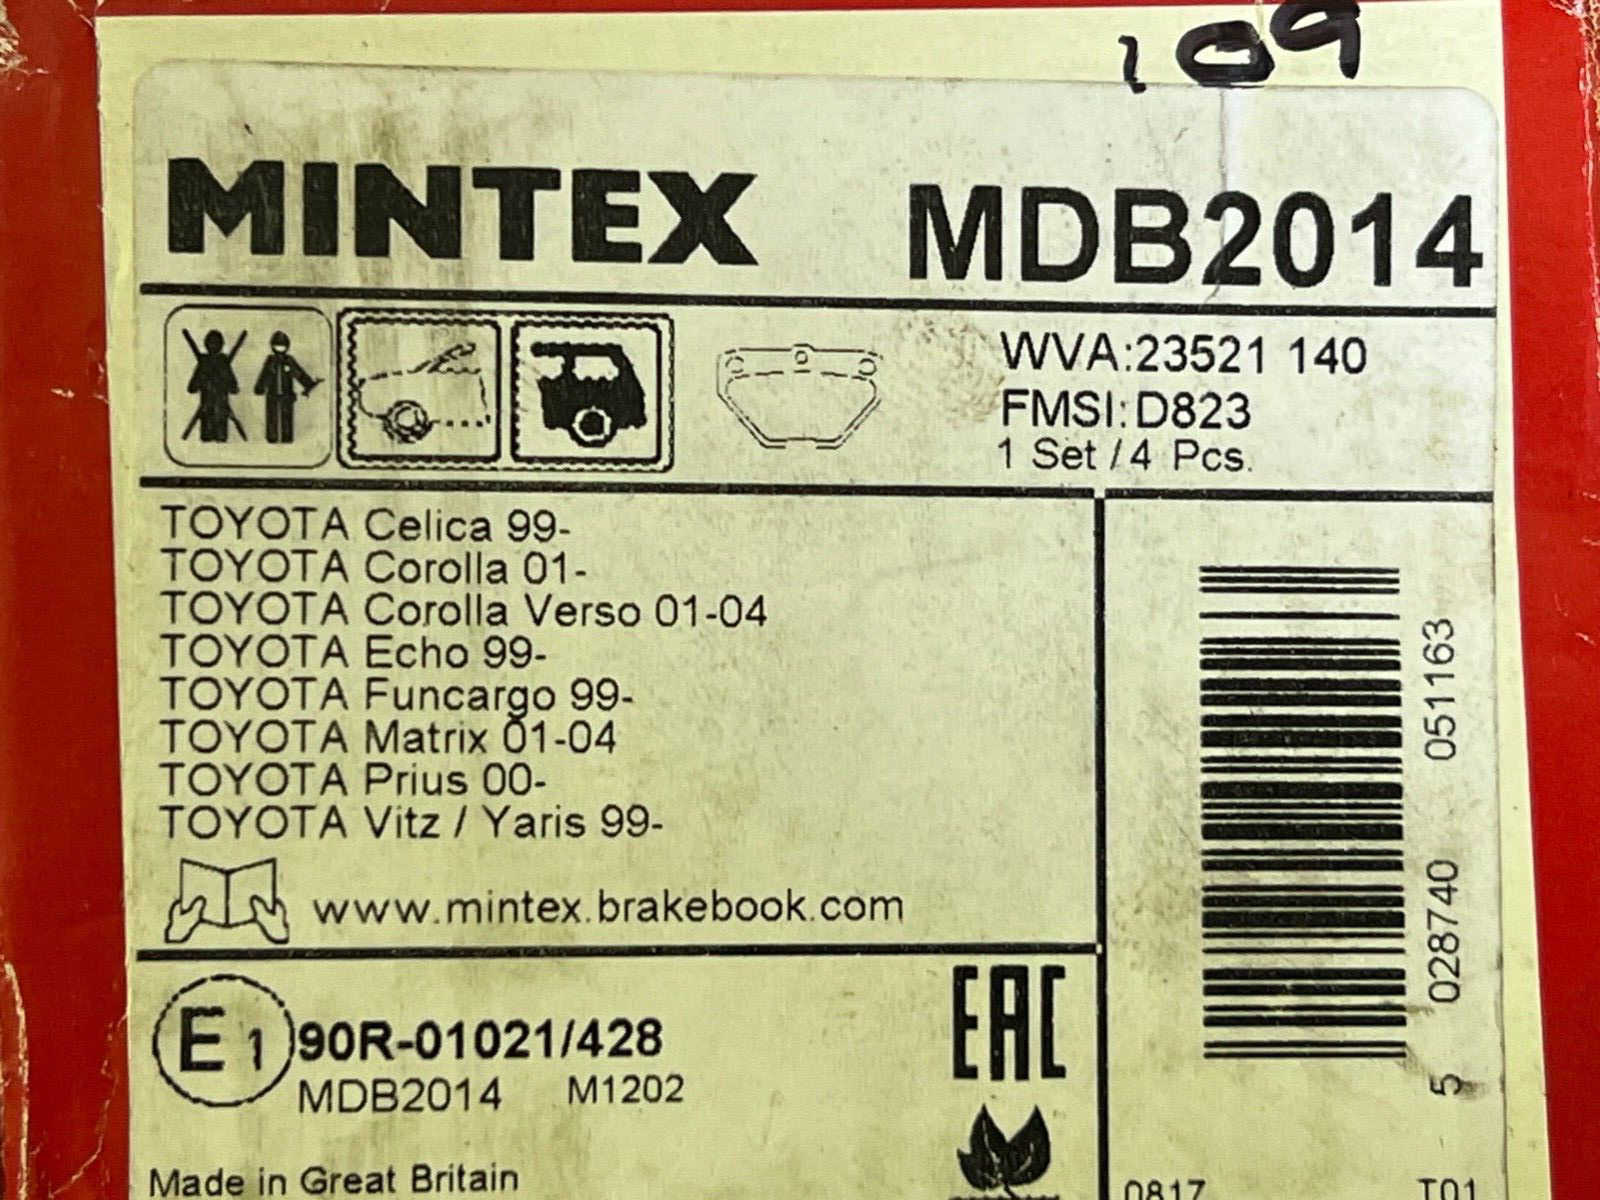 109
MINTEX MDB2014
WVA:23521 140
FMSI:D823
1 Set / 4 Pcs.
TOYOTA Celica 99-
TOYOTA Corolla 01-
TOYOTA Corolla Verso 01-04
TOYOTA Echo 99-
TOYOTA Funcargo 99-
TOYOTA Matrix 01-04
TOYOTA Prius 00-
TOYOTA Vitz / Yaris 99-
www.mintex.brakebook.com
5 028740 051163
E1 90R-01021/428
MDB2014 M1202
EAC
Made in Great Britain
0817 T01